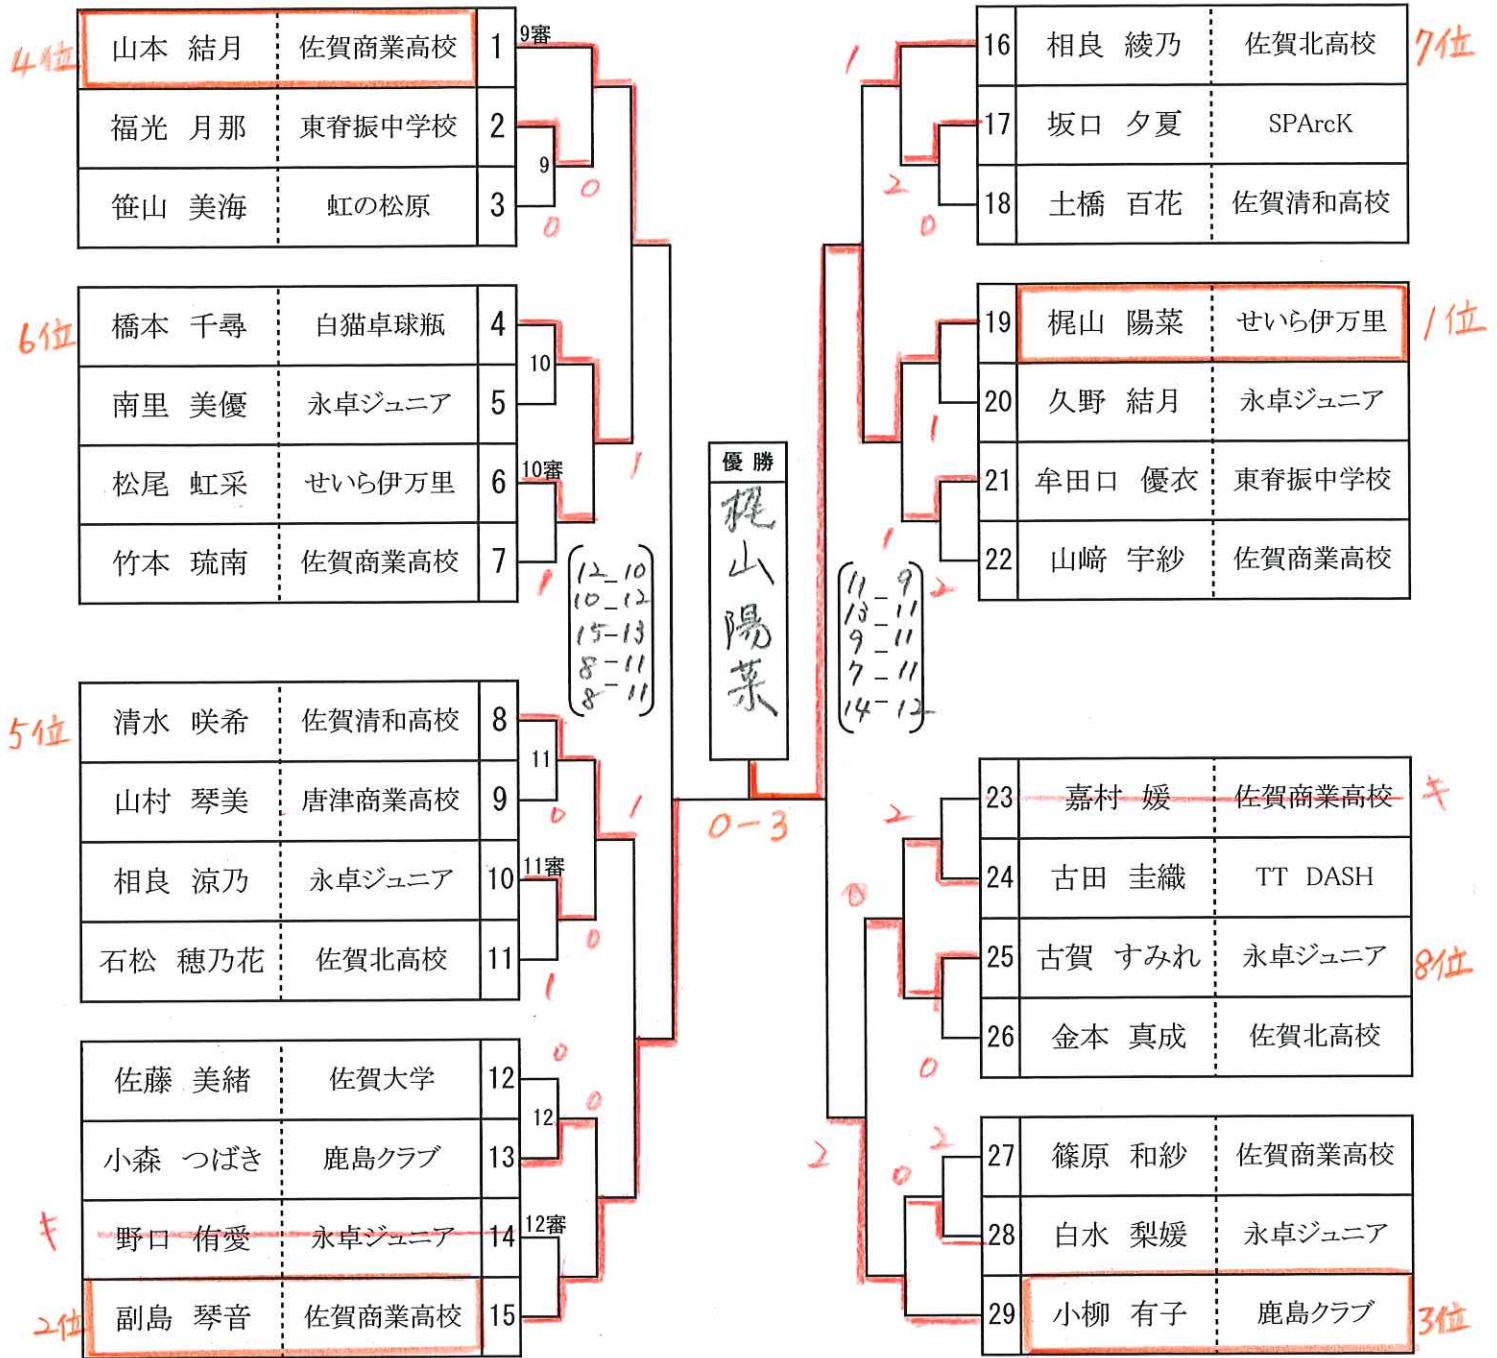 4位 山本 結月 佐賀商業高校 1 9審
福光 月那 東脊振中学校 2
9
0
笹山 美海 虹の松原 3
0
6位 橋本 千尋 白猫卓球瓶 4
10
南里 美優 永卓ジュニア 5
松尾 虹采 せいら伊万里 6 10審
1
竹本 琉南 佐賀商業高校 7
1
12-10
10-12
15-13
8-11
8-11
5位 清水 咲希 佐賀清和高校 8
11
山村 琴美 唐津商業高校 9
0
1
相良 涼乃 永卓ジュニア 10 11審
0
石松 穂乃花 佐賀北高校 11
1
0
佐藤 美緒 佐賀大学 12
0
12
小森 つばき 鹿島クラブ 13
キ 野口 侑愛 永卓ジュニア 14 12審
2位 副島 琴音 佐賀商業高校 15
優勝
梶山陽菜
0-3
1
16 相良 綾乃 佐賀北高校 7位
17 坂口 夕夏 SPArcK
2
18 土橋 百花 佐賀清和高校
0
19 梶山 陽菜 せいら伊万里 1位
20 久野 結月 永卓ジュニア
1
21 牟田口 優衣 東脊振中学校
1
22 山﨑 宇紗 佐賀商業高校
2
11-9
13-11
9-11
7-11
14-12
23 嘉村 媛 佐賀商業高校 キ
2
24 古田 圭織 TT DASH
0
25 古賀 すみれ 永卓ジュニア 8位
26 金本 真成 佐賀北高校
0
27 篠原 和紗 佐賀商業高校
2
2
0
28 白水 梨媛 永卓ジュニア
29 小柳 有子 鹿島クラブ 3位